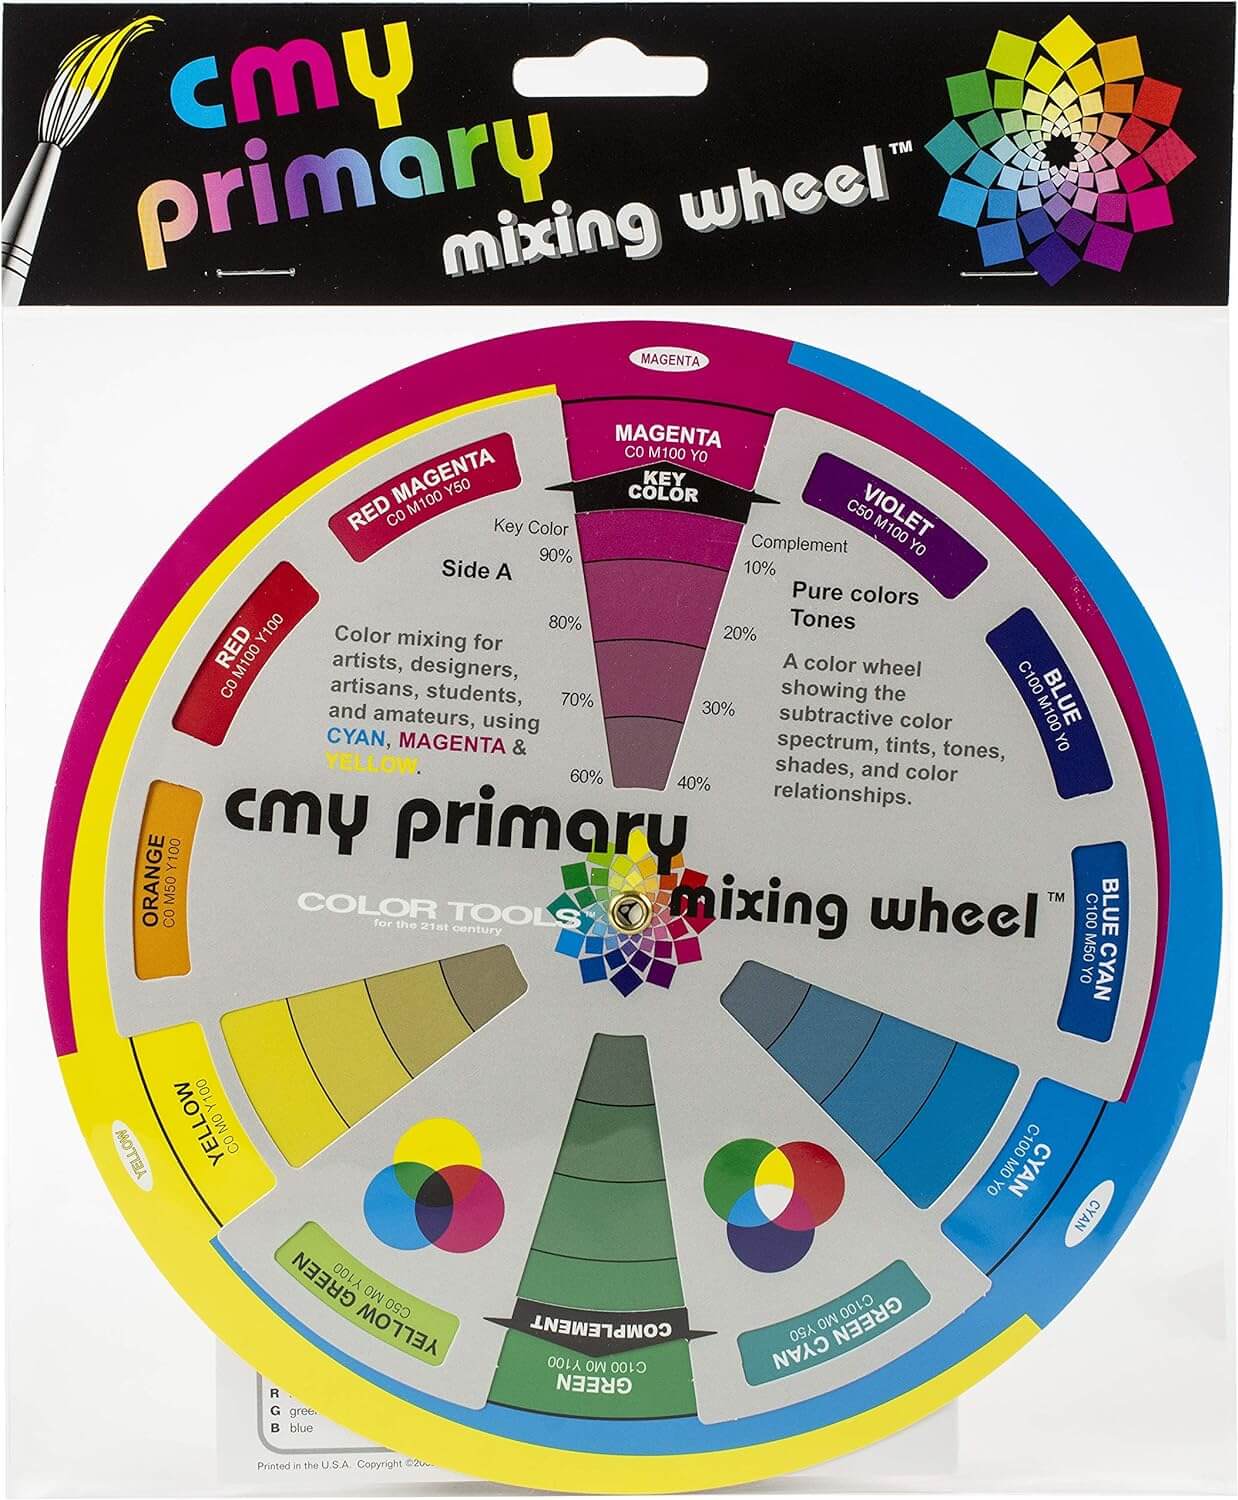 cmy
primary
mixing wheel™
MAGENTA
MAGENTA
C0 M100 Y0
KEY
COLOR
RED MAGENTA
C0 M100 Y50
VIOLET
C50 M100 Y0
Key Color
Complement
90%
10%
Side A
Pure colors
Tones
80%
20%
RED
C0 M100 Y100
BLUE
C100 M100 Y0
Color mixing for
artists, designers,
artisans, students,
and amateurs, using
CYAN, MAGENTA &
YELLOW.
A color wheel
showing the
subtractive color
spectrum, tints, tones,
shades, and color
relationships.
70%
30%
60%
40%
cmy primary
mixing wheel™
COLOR TOOLS™
for the 21st century
ORANGE
C0 M50 Y100
BLUE CYAN
C100 M50 Y0
YELLOW
C0 M0 Y100
YELLOW
CYAN
C100 M0 Y0
CYAN
YELLOW GREEN
C50 M0 Y100
GREEN CYAN
C100 M0 Y50
COMPLEMENT
C100 M0 Y100
GREEN
R
G
B blue
Printed in the U.S.A. Copyright